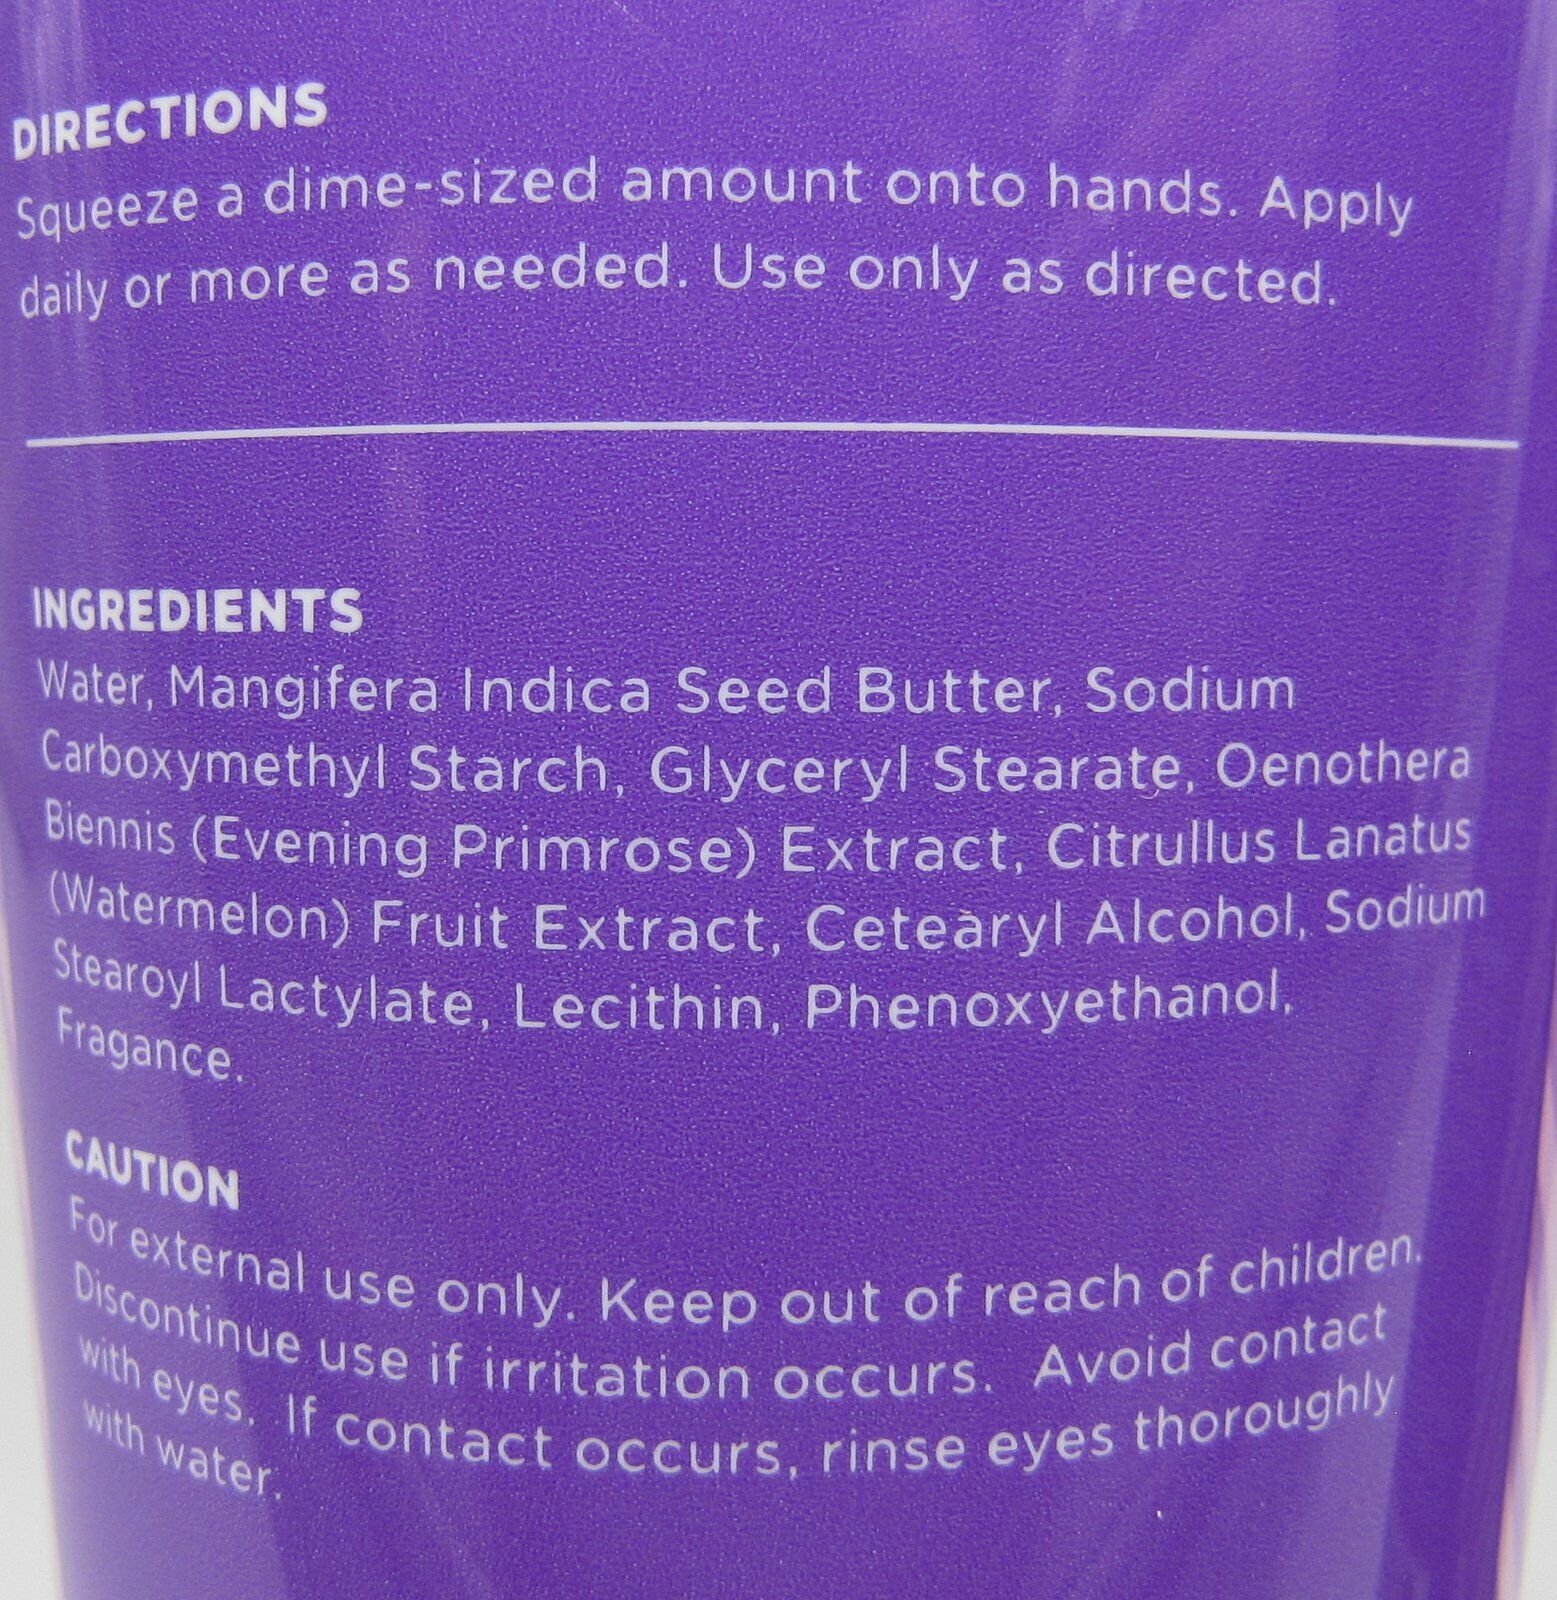 DIRECTIONS
Squeeze a dime-sized amount onto hands. Apply
daily or more as needed. Use only as directed.
INGREDIENTS
Water, Mangifera Indica Seed Butter, Sodium
Carboxymethyl Starch, Glyceryl Stearate, Oenothera
Biennis (Evening Primrose) Extract, Citrullus Lanatus
(Watermelon) Fruit Extract, Cetearyl Alcohol, Sodium
Stearoyl Lactylate, Lecithin, Phenoxyethanol,
Fragance.
CAUTION
For external use only. Keep out of reach of children.
Discontinue use if irritation occurs. Avoid contact
with eyes. If contact occurs, rinse eyes thoroughly
with water.